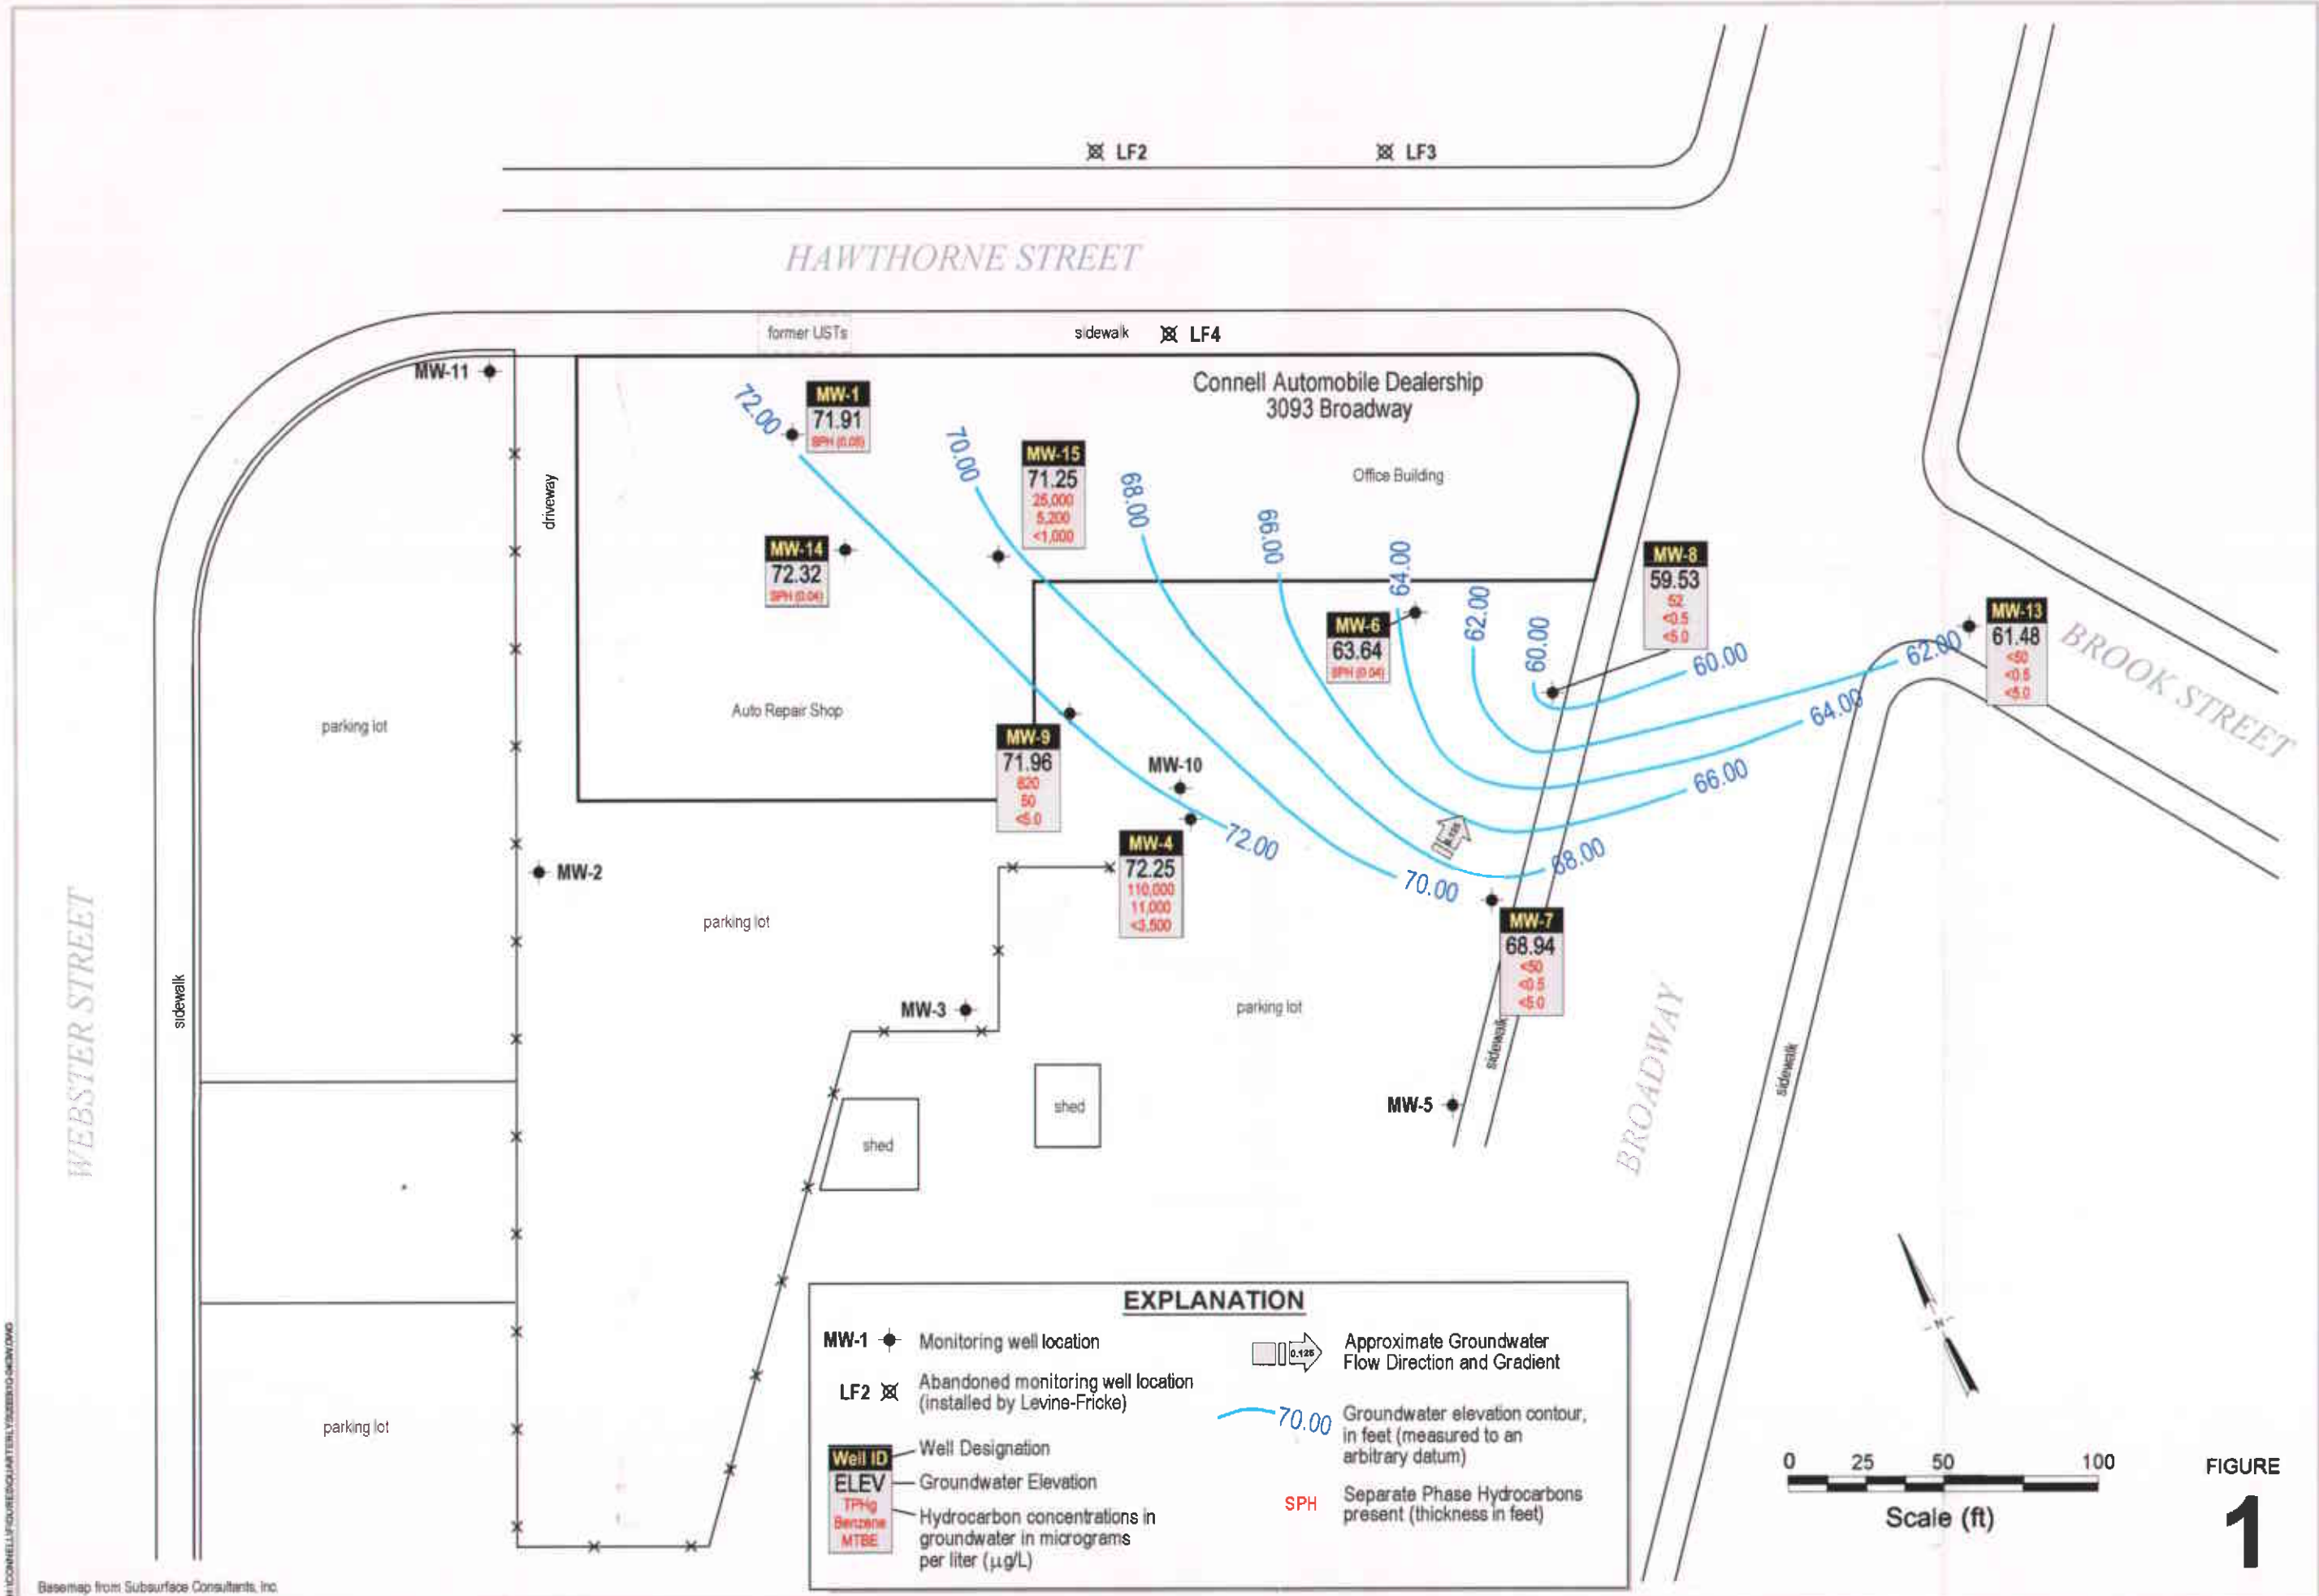 LF2
LF3
HAWTHORNE STREET
former USTs
sidewalk
LF4
MW-11
Connell Automobile Dealership
3093 Broadway
72.00
MW-1
71.91
70.00
MW-15
71.25
25,000
5,200
<1,000
68.00
Office Building
driveway
66.00
64.00
MW-14
72.32
SPH (0.04)
MW-8
59.53
52
<0.5
<5.0
62.00
60.00
MW-6
63.64
SPH (0.04)
MW-13
61.48
<50
<0.5
<5.0
62.00
60.00
BROOK STREET
64.00
parking lot
Auto Repair Shop
MW-9
71.96
820
50
<5.0
MW-10
66.00
MW-4
72.25
110,000
11,000
<3,500
72.00
68.00
70.00
MW-2
WEBSTER STREET
sidewalk
parking lot
MW-7
68.94
<50
<0.5
<5.0
MW-3
parking lot
sidewalk
BROADWAY
sidewalk
shed
shed
MW-5
parking lot
EXPLANATION
MW-1
Monitoring well location
LF2
Abandoned monitoring well location
(installed by Levine-Fricke)
Well ID
ELEV
TPHg
Benzene
MTBE
Well Designation
Groundwater Elevation
Hydrocarbon concentrations in
groundwater in micrograms
per liter (µg/L)
0.125
Approximate Groundwater
Flow Direction and Gradient
70.00
Groundwater elevation contour,
in feet (measured to an
arbitrary datum)
SPH
Separate Phase Hydrocarbons
present (thickness in feet)
N
0 25 50 100
Scale (ft)
FIGURE
1
Basemap from Subsurface Consultants, Inc.